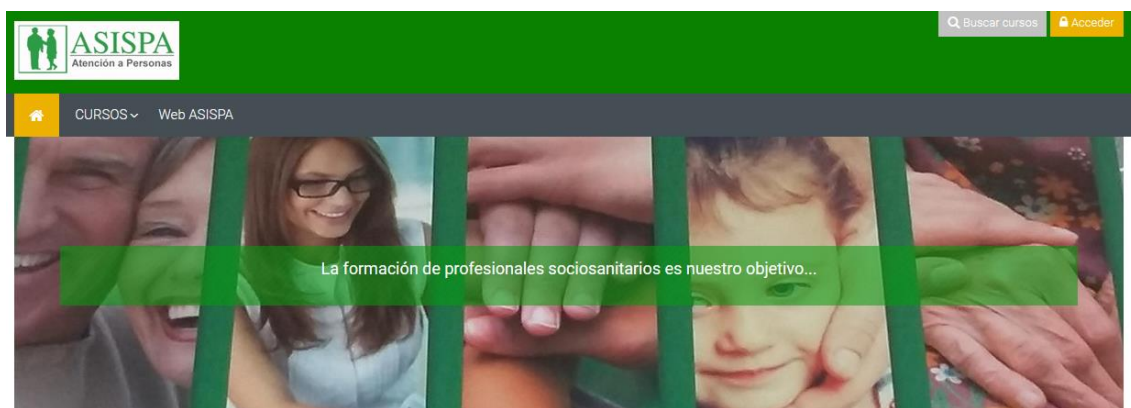 ASISPA
Atención a Personas
Buscar cursos
Acceder
CURSOS
Web ASISPA
La formación de profesionales sociosanitarios es nuestro objetivo...